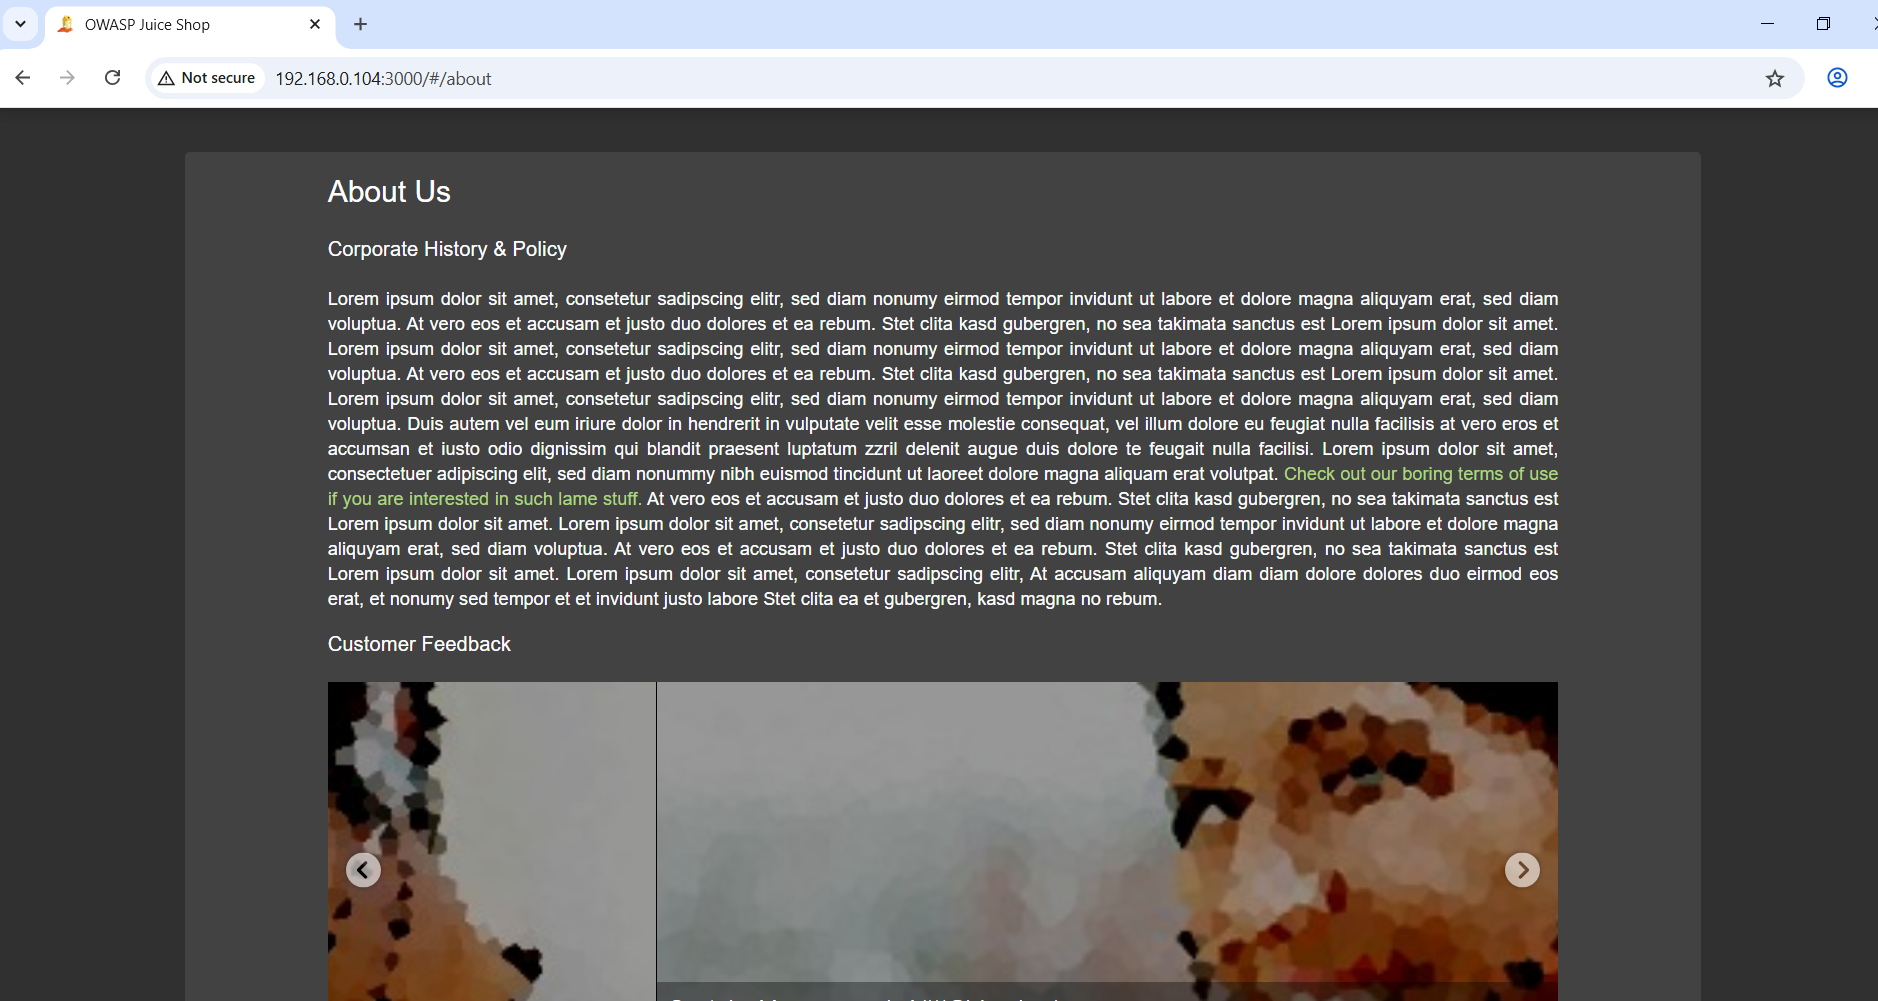 OWASP Juice Shop
Not secure 192.168.0.104:3000/#/about
About Us
Corporate History & Policy
Lorem ipsum dolor sit amet, consetetur sadipscing elitr, sed diam nonumy eirmod tempor invidunt ut labore et dolore magna aliquyam erat, sed diam
voluptua. At vero eos et accusam et justo duo dolores et ea rebum. Stet clita kasd gubergren, no sea takimata sanctus est Lorem ipsum dolor sit amet.
Lorem ipsum dolor sit amet, consetetur sadipscing elitr, sed diam nonumy eirmod tempor invidunt ut labore et dolore magna aliquyam erat, sed diam
voluptua. At vero eos et accusam et justo duo dolores et ea rebum. Stet clita kasd gubergren, no sea takimata sanctus est Lorem ipsum dolor sit amet.
Lorem ipsum dolor sit amet, consetetur sadipscing elitr, sed diam nonumy eirmod tempor invidunt ut labore et dolore magna aliquyam erat, sed diam
voluptua. Duis autem vel eum iriure dolor in hendrerit in vulputate velit esse molestie consequat, vel illum dolore eu feugiat nulla facilisis at vero eros et
accumsan et iusto odio dignissim qui blandit praesent luptatum zzril delenit augue duis dolore te feugait nulla facilisi. Lorem ipsum dolor sit amet,
consectetuer adipiscing elit, sed diam nonummy nibh euismod tincidunt ut laoreet dolore magna aliquam erat volutpat. Check out our boring terms of use
if you are interested in such lame stuff. At vero eos et accusam et justo duo dolores et ea rebum. Stet clita kasd gubergren, no sea takimata sanctus est
Lorem ipsum dolor sit amet. Lorem ipsum dolor sit amet, consetetur sadipscing elitr, sed diam nonumy eirmod tempor invidunt ut labore et dolore magna
aliquyam erat, sed diam voluptua. At vero eos et accusam et justo duo dolores et ea rebum. Stet clita kasd gubergren, no sea takimata sanctus est
Lorem ipsum dolor sit amet. Lorem ipsum dolor sit amet, consetetur sadipscing elitr, At accusam aliquyam diam diam dolore dolores duo eirmod eos
erat, et nonumy sed tempor et et invidunt justo labore Stet clita ea et gubergren, kasd magna no rebum.
Customer Feedback